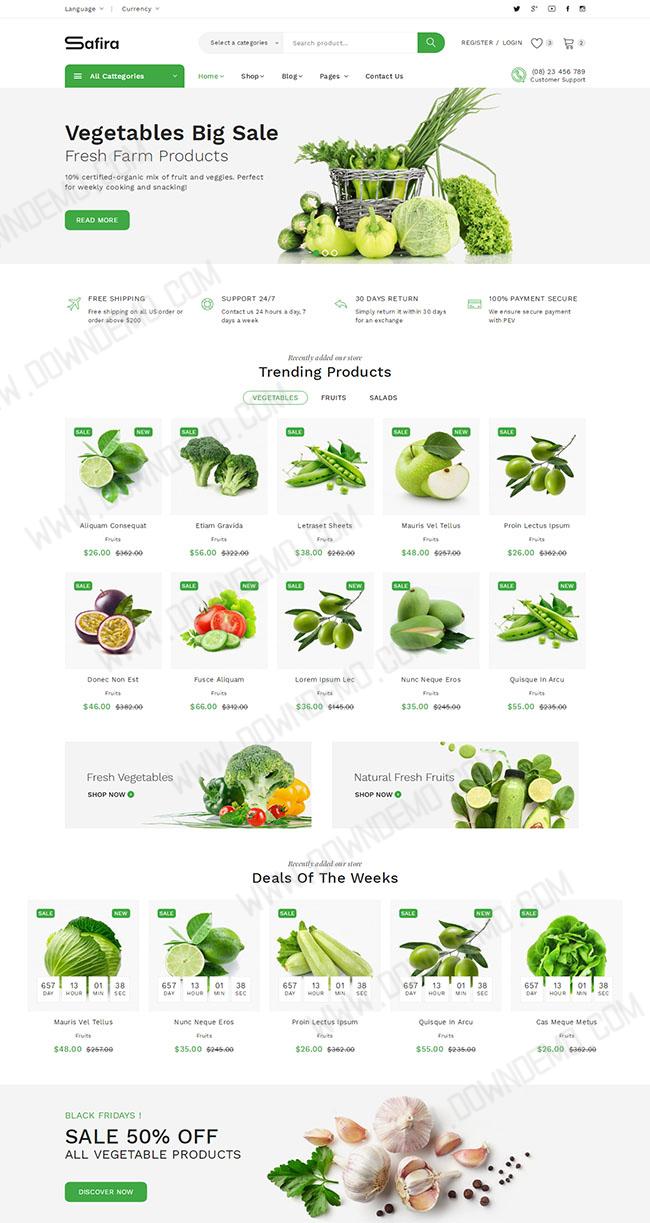 Language
Currency
Safira
Select a categories
Search product...
REGISTER / LOGIN
3
2
All Cattegories
Home
Shop
Blog
Pages
Contact Us
(08) 23 456 789
Customer Support
Vegetables Big Sale
Fresh Farm Products
10% certified-organic mix of fruit and veggies. Perfect
for weekly cooking and snacking!
READ MORE
FREE SHIPPING
Free shipping on all US order or
order above $200
SUPPORT 24/7
Contact us 24 hours a day, 7
days a week
30 DAYS RETURN
Simply return it within 30 days
for an exchange
100% PAYMENT SECURE
We ensure secure payment
with PEV
Recently added our store
Trending Products
VEGETABLES FRUITS SALADS
SALE NEW SALE SALE SALE NEW SALE
Aliquam Consequat
Fruits
$26.00 $362.00
Etiam Gravida
Fruits
$56.00 $322.00
Letraset Sheets
Fruits
$38.00 $262.00
Mauris Vel Tellus
Fruits
$48.00 $257.00
Proin Lectus Ipsum
Fruits
$26.00 $362.00
SALE SALE NEW SALE NEW SALE SALE NEW
Donec Non Est
Fruits
$46.00 $382.00
Fusce Aliquam
Fruits
$66.00 $312.00
Lorem Ipsum Lec
Fruits
$36.00 $145.00
Nunc Neque Eros
Fruits
$35.00 $245.00
Quisque In Arcu
Fruits
$55.00 $235.00
Fresh Vegetables
SHOP NOW
Natural Fresh Fruits
SHOP NOW
Recently added our store
Deals Of The Weeks
SALE NEW SALE SALE SALE NEW SALE
657 13 01 38
DAY HOUR MIN SEC
Mauris Vel Tellus
Fruits
$48.00 $257.00
657 13 01 38
DAY HOUR MIN SEC
Nunc Neque Eros
Fruits
$35.00 $245.00
657 13 01 38
DAY HOUR MIN SEC
Proin Lectus Ipsum
Fruits
$26.00 $362.00
657 13 01 38
DAY HOUR MIN SEC
Quisque In Arcu
Fruits
$55.00 $235.00
657 13 01 38
DAY HOUR MIN SEC
Cas Meque Metus
Fruits
$26.00 $362.00
BLACK FRIDAYS !
SALE 50% OFF
ALL VEGETABLE PRODUCTS
DISCOVER NOW
WWW.DOWNDEMO.COM